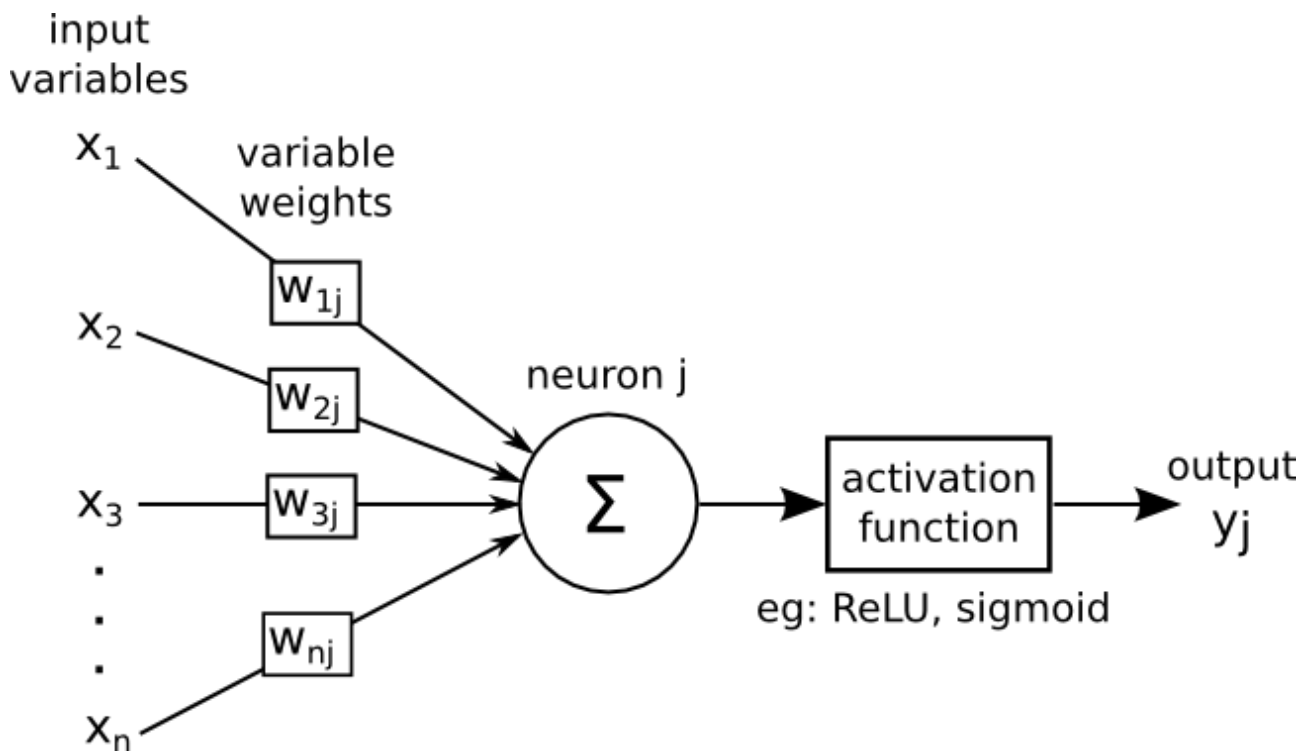 input
variables
x₁
variable
weights
w₁ⱼ
x₂
w₂ⱼ
neuron j
x₃
w₃ⱼ
Σ
activation
function
output
yⱼ
eg: ReLU, sigmoid
.
.
.
wₙⱼ
xₙ